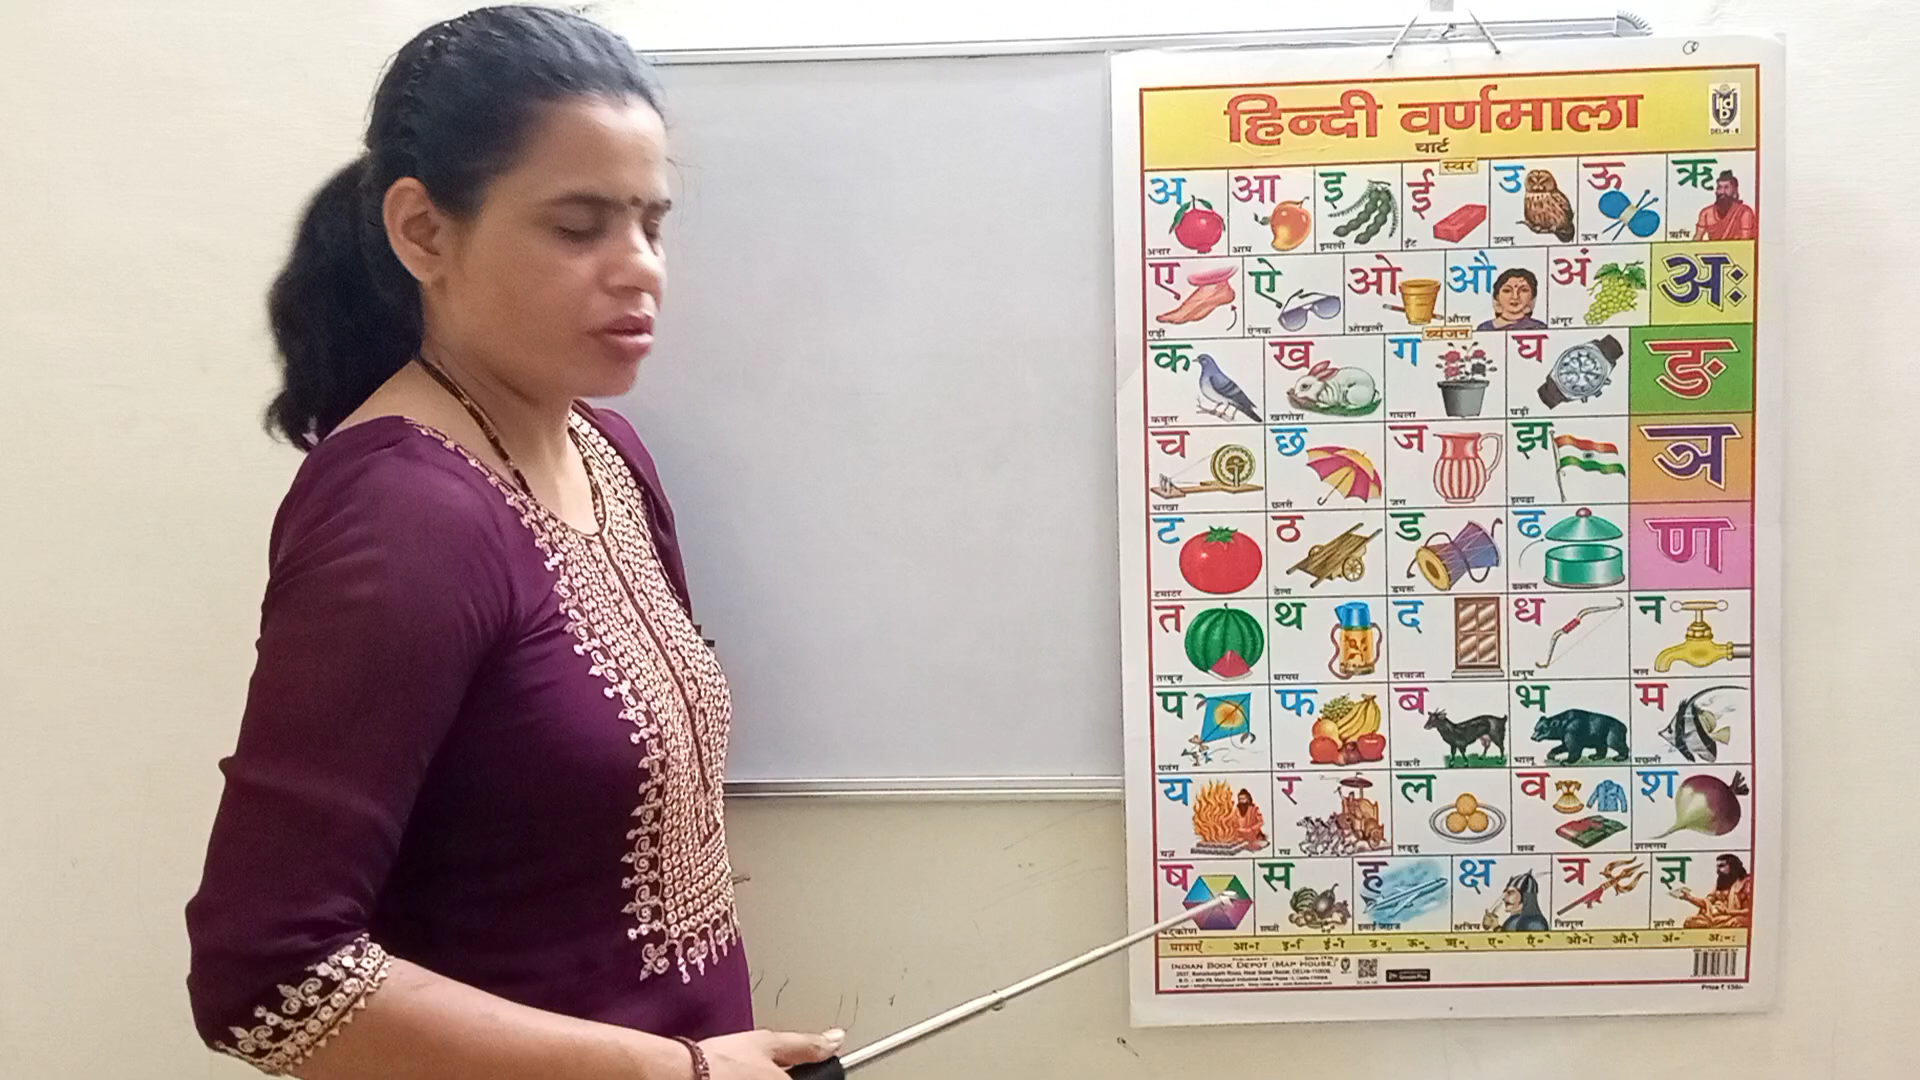 हिन्दी वर्णमाला
चार्ट
DELHI - 6
स्वर
अ आ इ ई उ ऊ ऋ
अनार आम इमली ईंट उल्लू ऊन ऋषि
ए ऐ ओ औ अं अः
एड़ी ऐनक ओखली औरत अंगूर
व्यंजन
क ख ग घ ङ
कबूतर खरगोश गमला घड़ी
च छ ज झ ञ
चरखा छतरी जग झण्डा
ट ठ ड ढ ण
टमाटर ठेला डमरू ढक्कन
त थ द ध न
तरबूज थरमस दरवाजा धनुष नल
प फ ब भ म
पतंग फल बकरी भालू मछली
य र ल व श
यज्ञ रथ लड्डू वस्त्र शलगम
ष स ह क्ष त्र ज्ञ
षट्कोण सब्जी हवाई जहाज क्षत्रिय त्रिशूल ज्ञानी
मात्राएँ - आ-ा इ-ि ई-ी उ-ु ऊ-ू ऋ-ृ ए-े ऐ-ै ओ-ो औ-ौ अं-ं अः-ः
INDIAN BOOK DEPOT (MAP HOUSE)